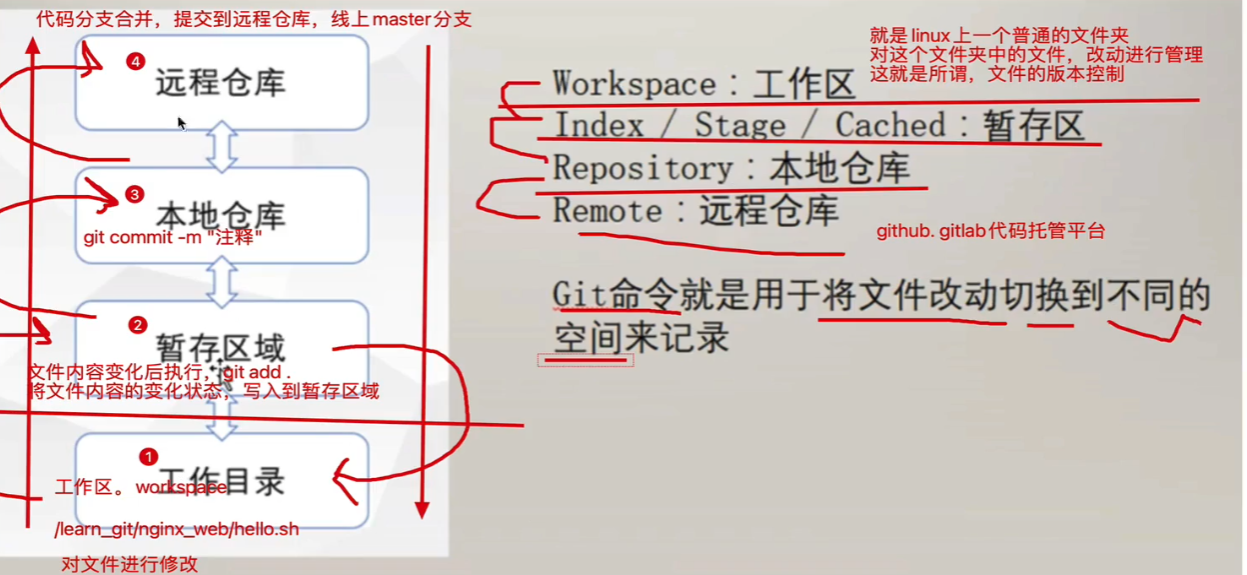 代码分支合并，提交到远程仓库，线上master分支
4
远程仓库
3
本地仓库
git commit -m "注释"
2
暂存区域
文件内容变化后执行，git add .
将文件内容的变化状态，写入到暂存区域
1
工作目录
工作区。workspace
/learn_git/nginx_web/hello.sh
对文件进行修改
就是linux上一个普通的文件夹
对这个文件夹中的文件，改动进行管理
这就是所谓，文件的版本控制
Workspace：工作区
Index / Stage / Cached：暂存区
Repository：本地仓库
Remote：远程仓库
github. gitlab代码托管平台
Git命令就是用于将文件改动切换到不同的
空间来记录